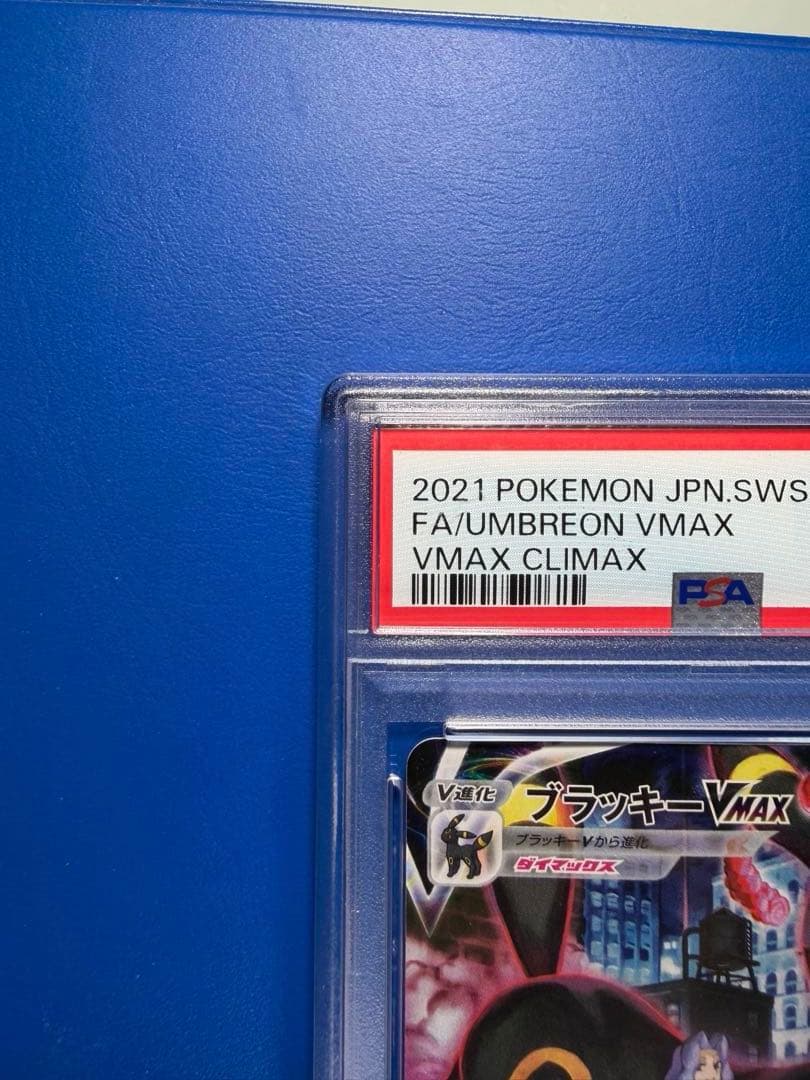 2021 POKEMON JPN.SWS
FA/UMBREON VMAX
VMAX CLIMAX
PSA
V進化
ブラッキーVMAX
ブラッキーVから進化
ダイマックス